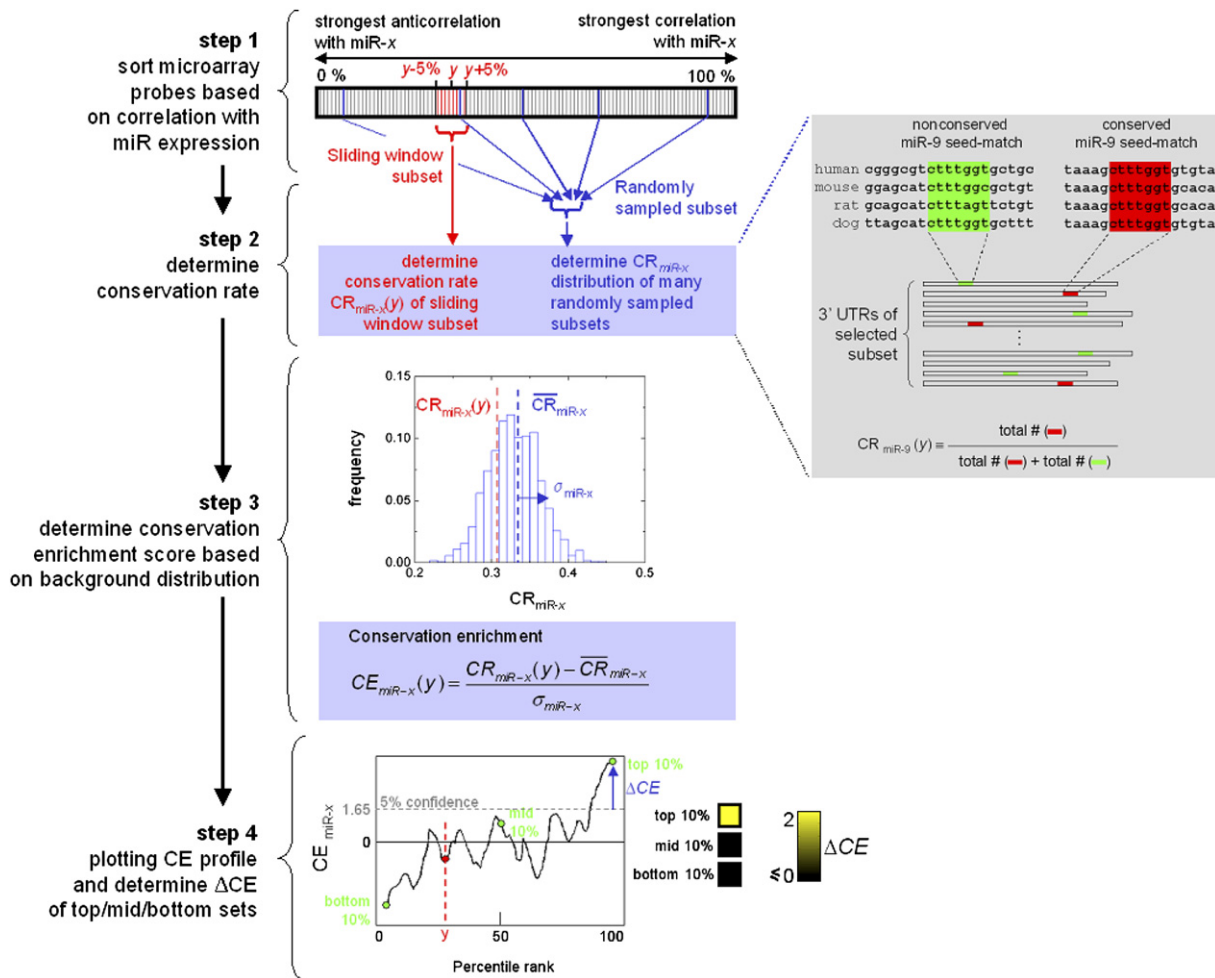 step 1
sort microarray
probes based
on correlation with
miR expression
strongest anticorrelation
with miR-x
strongest correlation
with miR-x
0 %
y-5% y y+5%
100 %
Sliding window
subset
Randomly
sampled subset
step 2
determine
conservation rate
determine
conservation rate
CRmiR-x(y) of sliding
window subset
determine CRmiR-x
distribution of many
randomly sampled
subsets
nonconserved
miR-9 seed-match
conserved
miR-9 seed-match
human cgggcgtctttggtgctgc taaagctttggtgtgta
mouse ggagcatctttggcgctgt taaagctttggtgcaca
rat gcagcatctttagttctgt taaagctttggtgcaca
dog ttagcatctttggtgcttt taaagctttggtgtgta
3' UTRs of
selected
subset
⋮
CR miR-9 (y) = total # ( ) / total # ( ) + total # ( )
step 3
determine conservation
enrichment score based
on background distribution
0.15
0.10
0.05
0.00
frequency
CRmiR-x(y)
CRmiR-x
σmiR-x
0.2 0.3 0.4 0.5
CRmiR-x
Conservation enrichment
CEmiR-x(y) = CRmiR-x(y) − CRmiR-x / σmiR-x
step 4
plotting CE profile
and determine ΔCE
of top/mid/bottom sets
CE miR-x
1.65
0
5% confidence
top 10%
ΔCE
mid
10%
bottom
10%
0 y 50 100
Percentile rank
top 10%
mid 10%
bottom 10%
2
⩽ 0
ΔCE